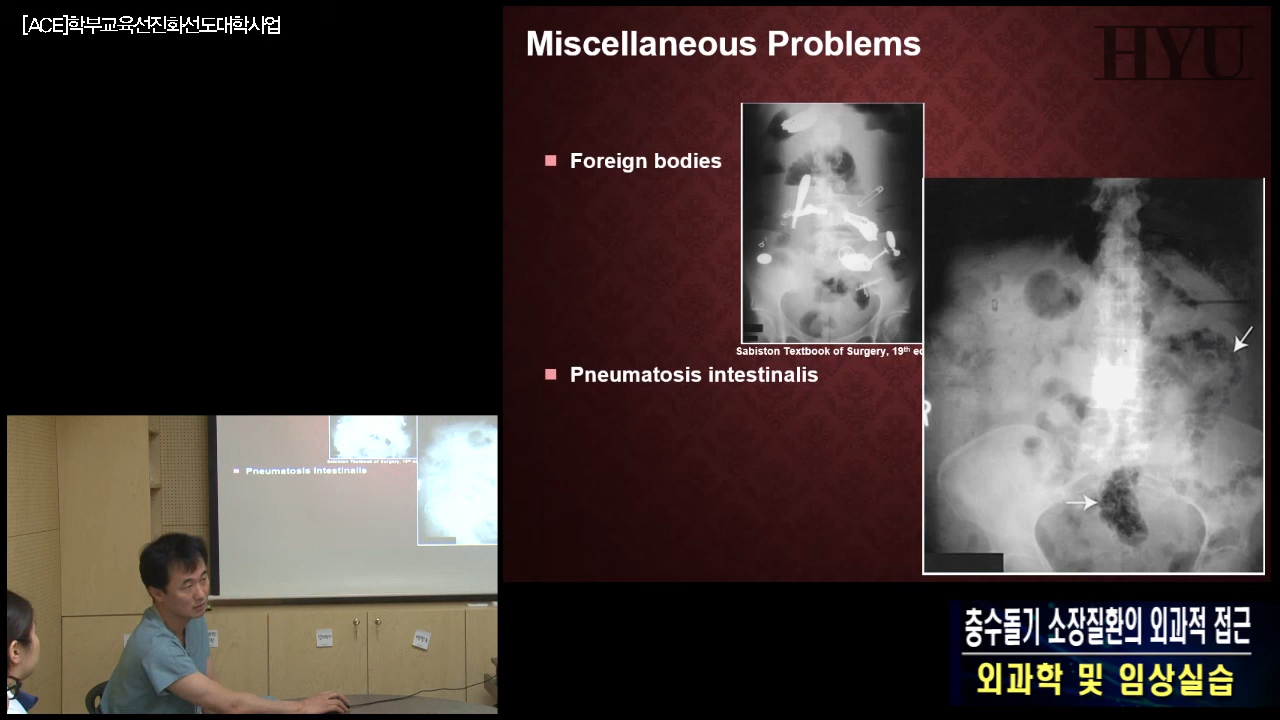 [ACE]학부교육선진화선도대학사업
Miscellaneous Problems
HYU
Foreign bodies
Sabiston Textbook of Surgery, 19th ed
Pneumatosis intestinalis
R
Pneumatosis intestinalis
충수돌기 소장질환의 외과적 접근
외과학 및 임상실습